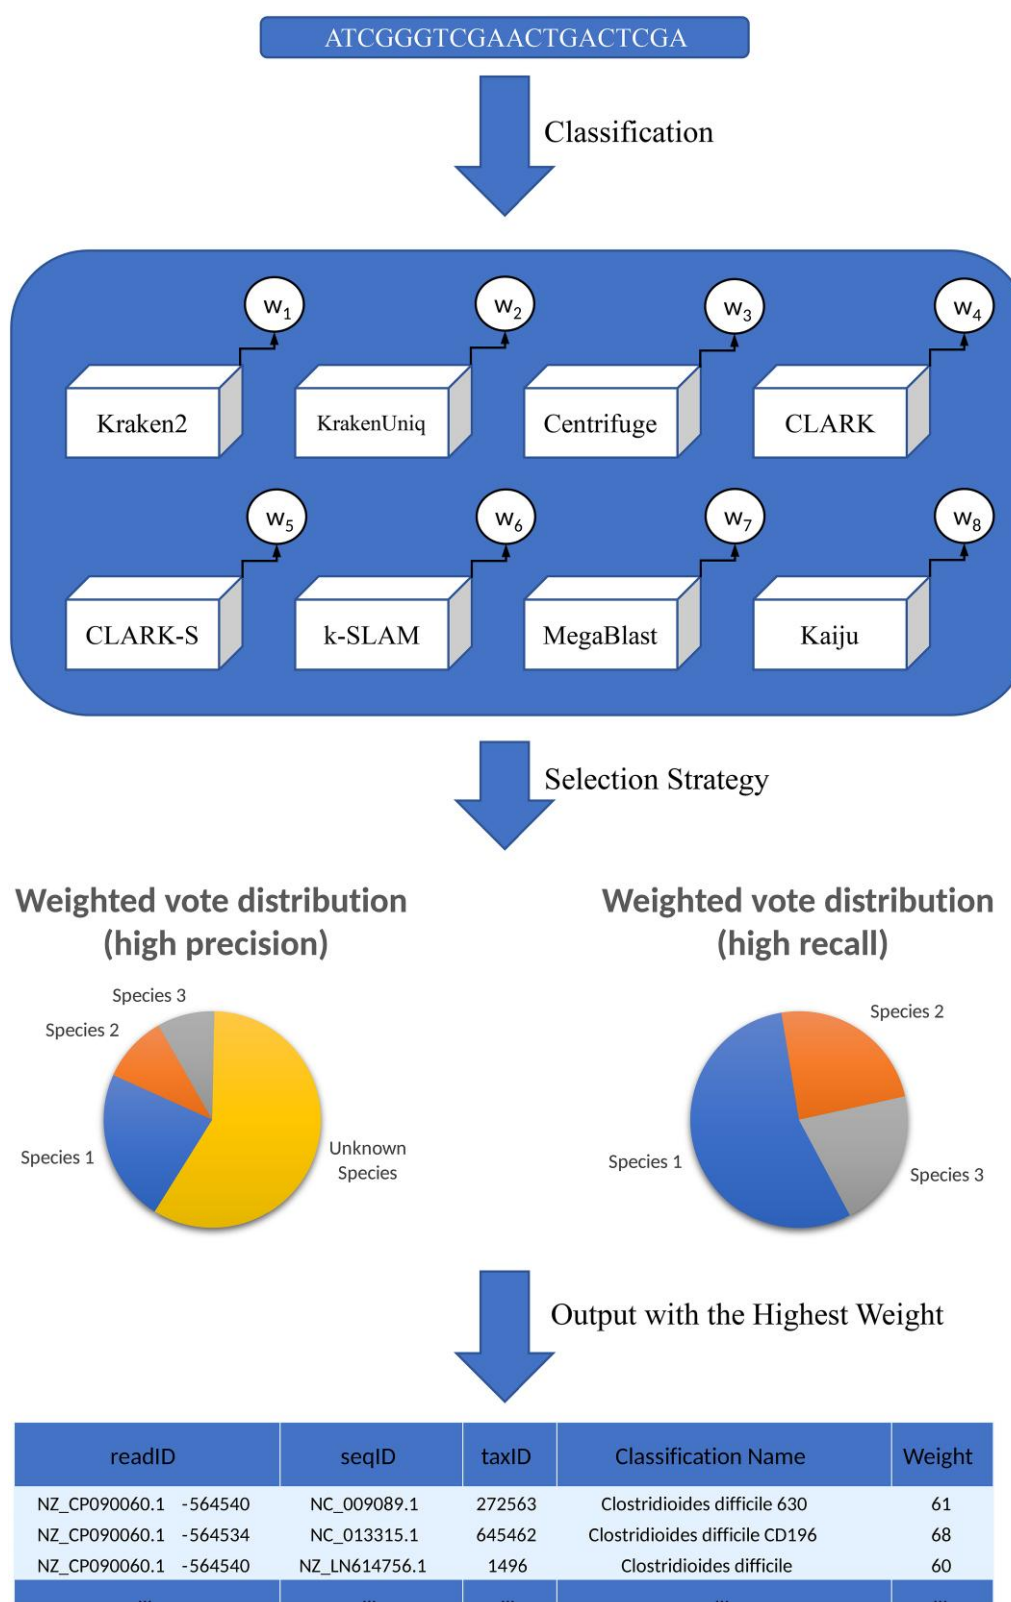 ATCGGGTCGAACTGACTCGA
Classification
w1 w2 w3 w4
Kraken2 KrakenUniq Centrifuge CLARK
w5 w6 w7 w8
CLARK-S k-SLAM MegaBlast Kaiju
Selection Strategy
Weighted vote distribution
(high precision)
Species 3
Species 2
Species 1
Unknown
Species
Weighted vote distribution
(high recall)
Species 2
Species 1
Species 3
Output with the Highest Weight
readID seqID taxID Classification Name Weight
NZ_CP090060.1 -564540 NC_009089.1 272563 Clostridioides difficile 630 61
NZ_CP090060.1 -564534 NC_013315.1 645462 Clostridioides difficile CD196 68
NZ_CP090060.1 -564540 NZ_LN614756.1 1496 Clostridioides difficile 60
... ... ... ... ...